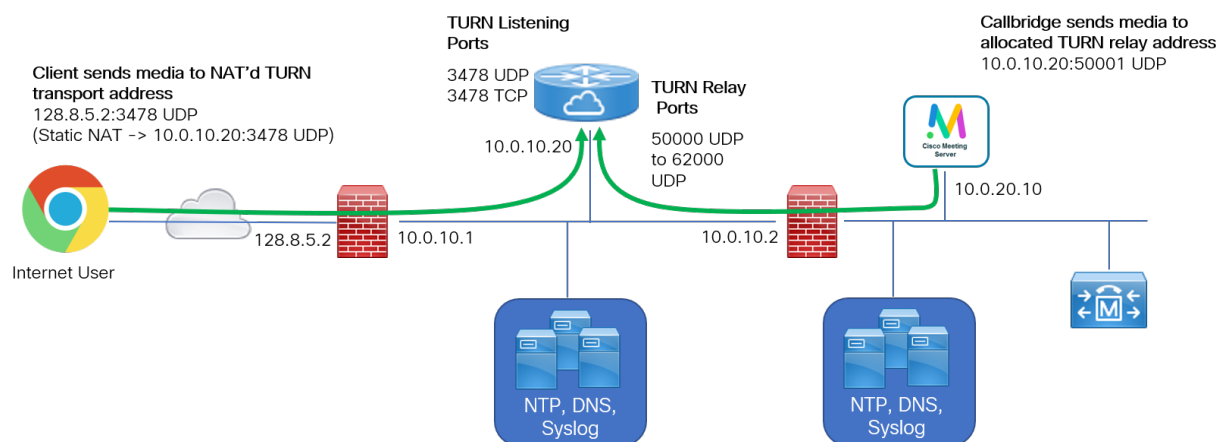 TURN Listening
Ports
3478 UDP
3478 TCP
Callbridge sends media to
allocated TURN relay address
10.0.10.20:50001 UDP
Client sends media to NAT'd TURN
transport address
128.8.5.2:3478 UDP
(Static NAT -> 10.0.10.20:3478 UDP)
TURN Relay
Ports
50000 UDP
to 62000
UDP
10.0.10.20
Cisco Meeting
Server
10.0.20.10
128.8.5.2
10.0.10.1
10.0.10.2
Internet User
M
NTP, DNS,
Syslog
NTP, DNS,
Syslog